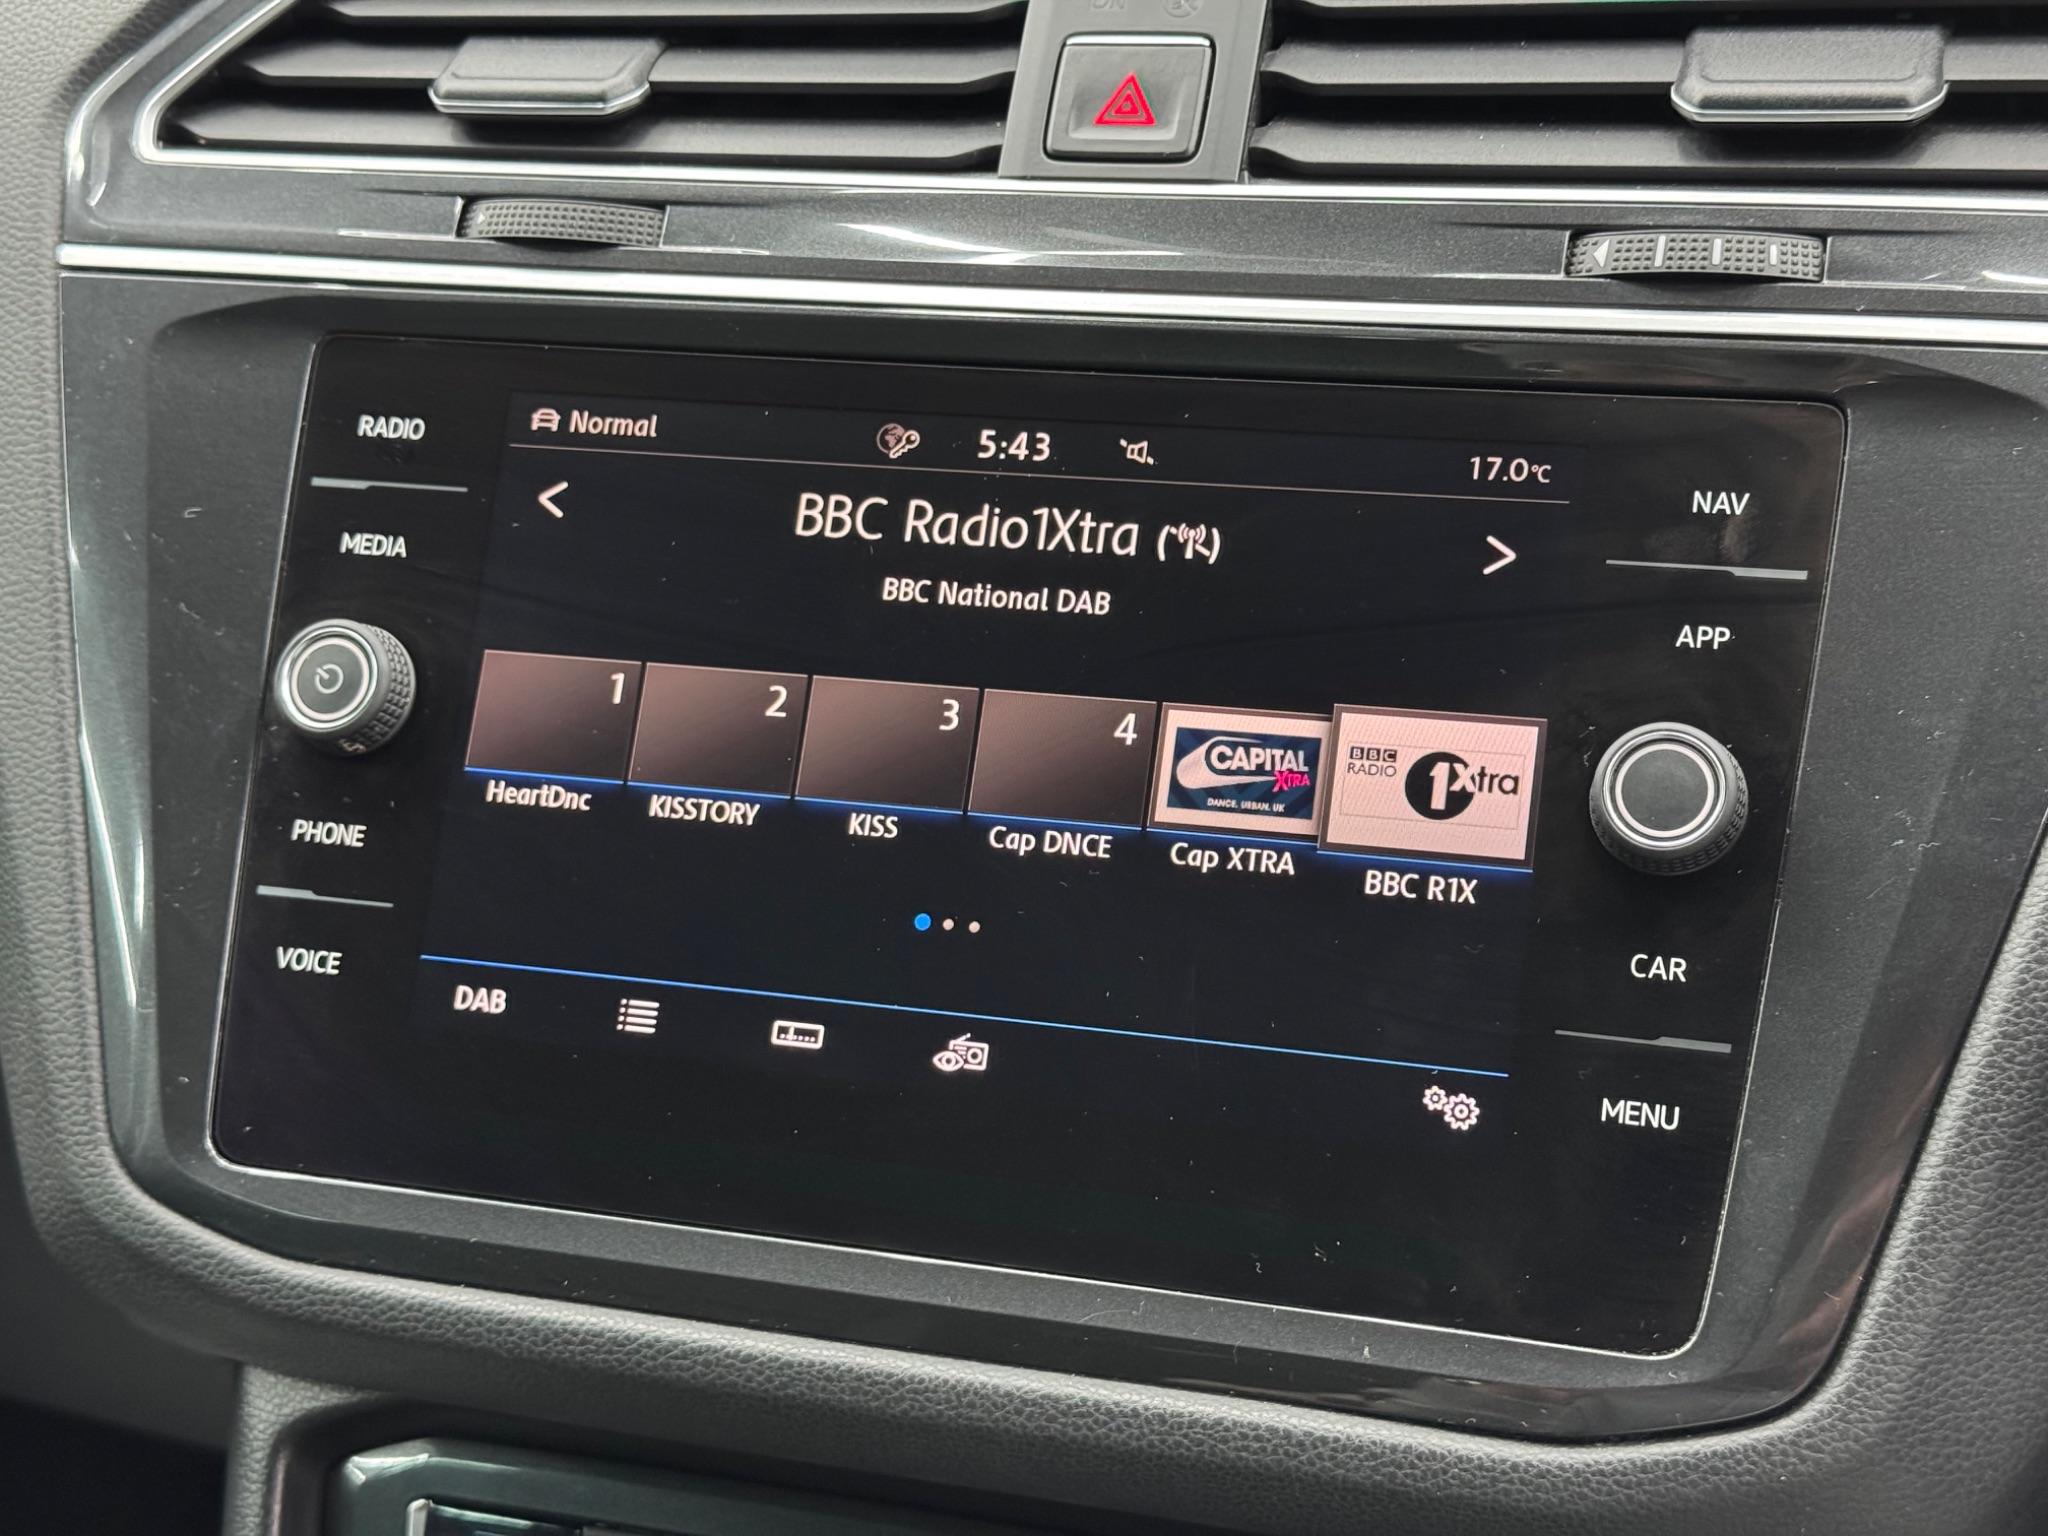 RADIO
MEDIA
PHONE
VOICE
Normal
5:43
17.0°C
BBC Radio1Xtra
BBC National DAB
1
2
3
4
CAPITAL
XTRA
DANCE. URBAN. UK
BBC
RADIO
1Xtra
HeartDnc
KISSTORY
KISS
Cap DNCE
Cap XTRA
BBC R1X
DAB
NAV
APP
CAR
MENU